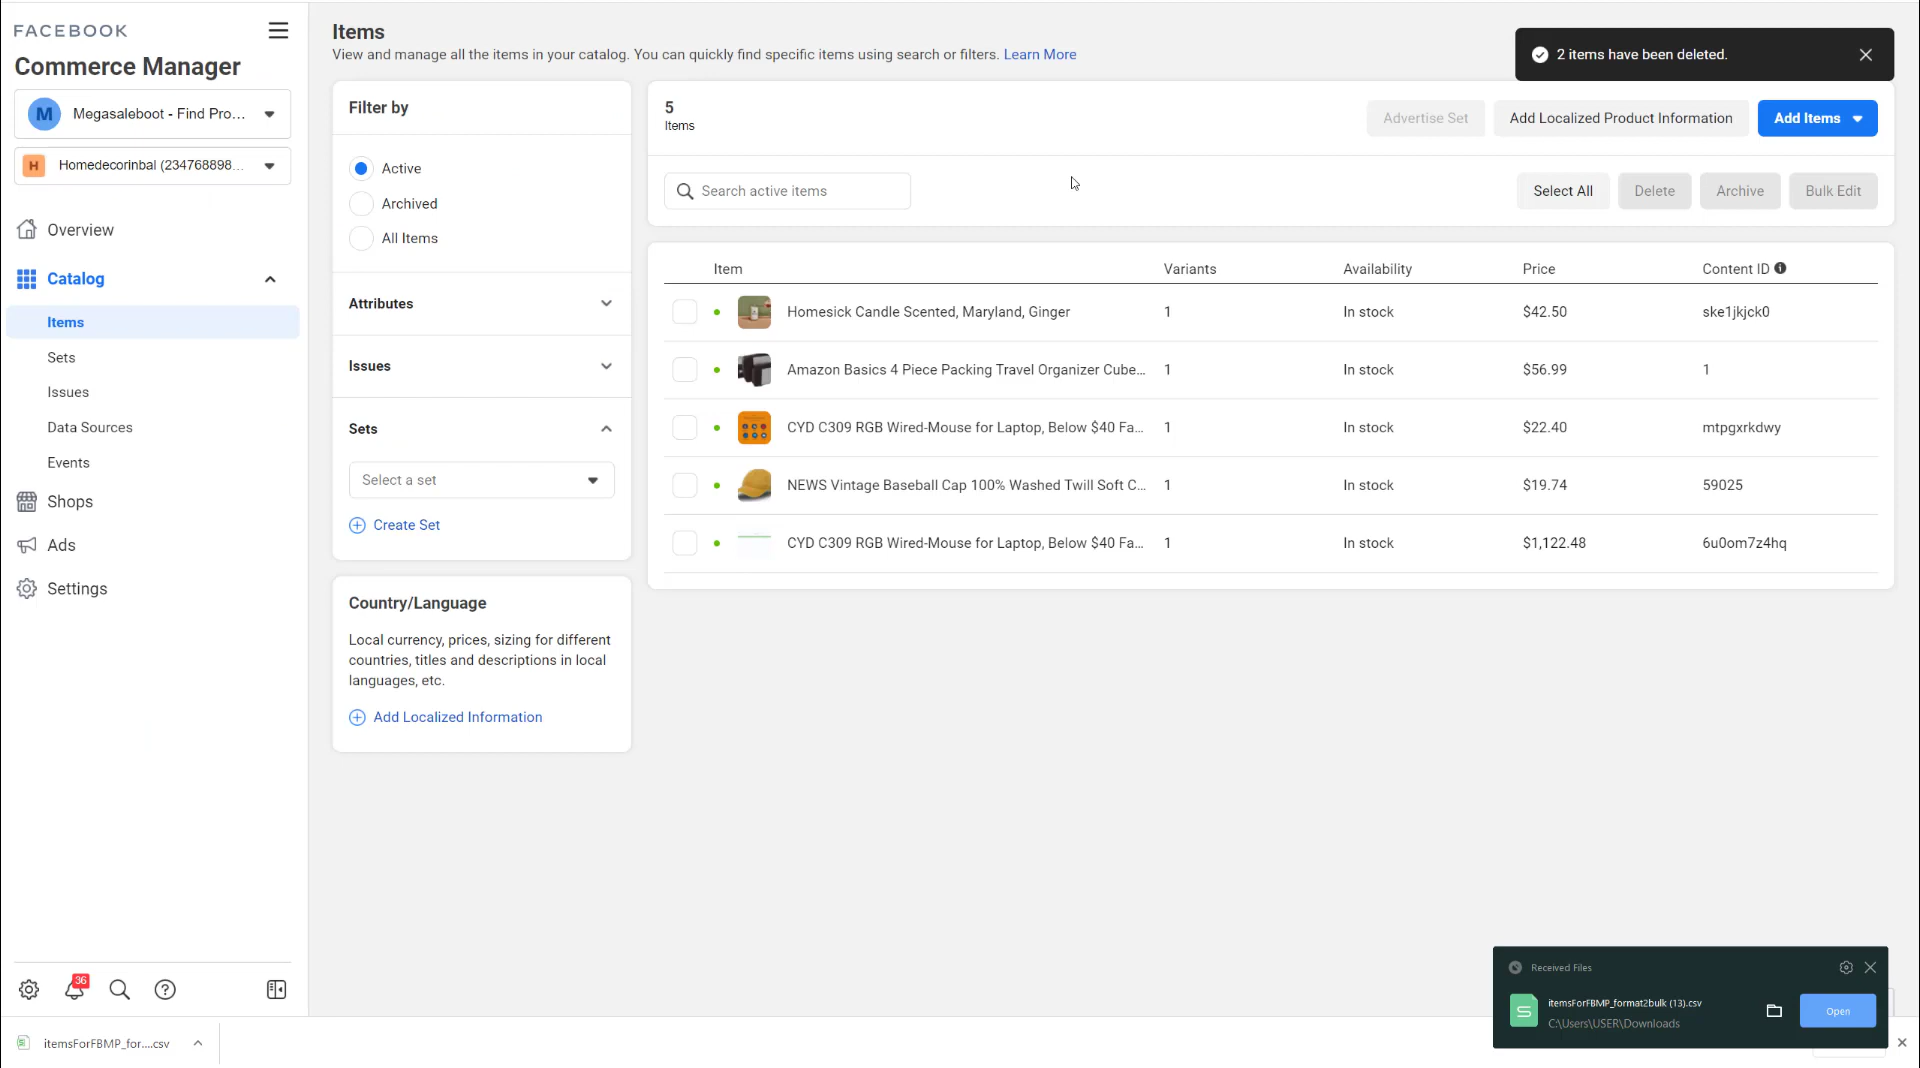 FACEBOOK
Commerce Manager
M
Megasaleboot - Find Pro...
H
Homedecorinbal (234768898...
Overview
Catalog
Items
Sets
Issues
Data Sources
Events
Shops
Ads
Settings
36
Items
View and manage all the items in your catalog. You can quickly find specific items using search or filters. Learn More
2 items have been deleted.
Filter by
Active
Archived
All Items
Attributes
Issues
Sets
Select a set
Create Set
Country/Language
Local currency, prices, sizing for different
countries, titles and descriptions in local
languages, etc.
Add Localized Information
5
Items
Advertise Set
Add Localized Product Information
Add Items
Search active items
Select All
Delete
Archive
Bulk Edit
Item Variants Availability Price Content ID
Homesick Candle Scented, Maryland, Ginger 1 In stock $42.50 ske1jkjck0
Amazon Basics 4 Piece Packing Travel Organizer Cube... 1 In stock $56.99 1
CYD C309 RGB Wired-Mouse for Laptop, Below $40 Fa... 1 In stock $22.40 mtpgxrkdwy
NEWS Vintage Baseball Cap 100% Washed Twill Soft C... 1 In stock $19.74 59025
CYD C309 RGB Wired-Mouse for Laptop, Below $40 Fa... 1 In stock $1,122.48 6u0om7z4hq
Received Files
itemsForFBMP_format2bulk (13).csv
C:\Users\USER\Downloads
Open
itemsForFBMP_for....csv